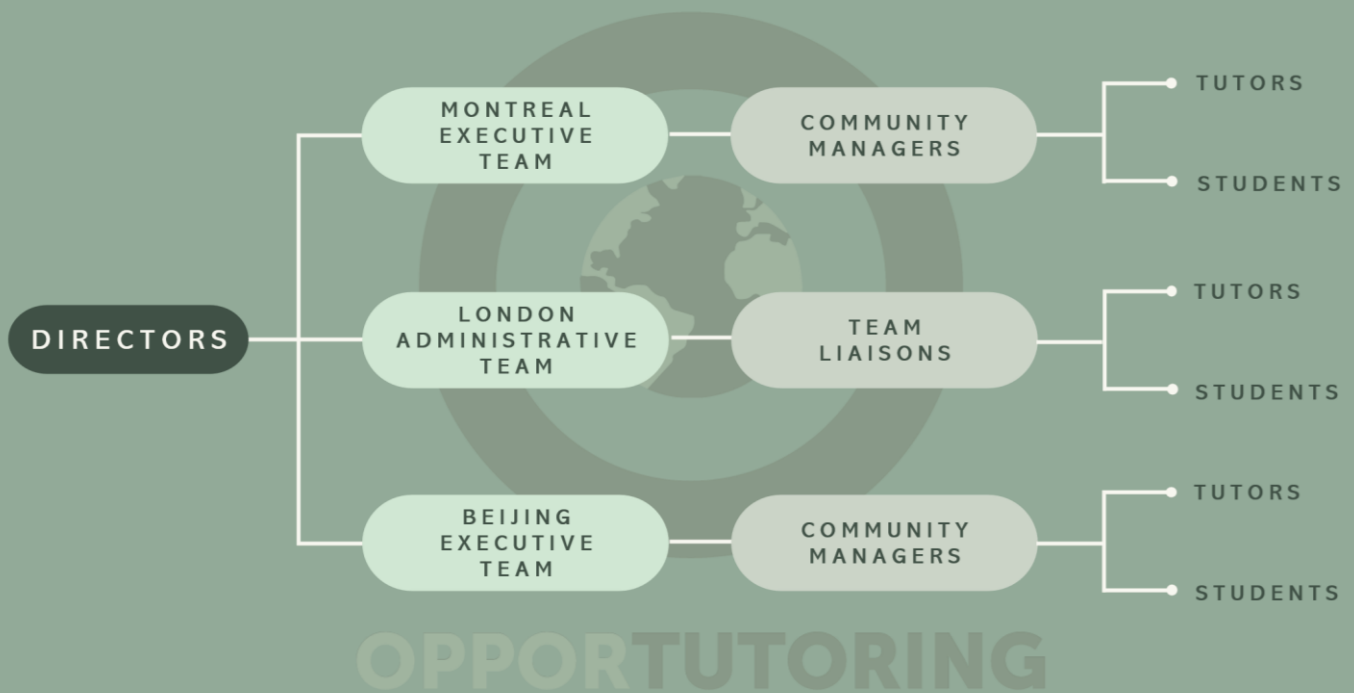 DIRECTORS
MONTREAL
EXECUTIVE
TEAM
COMMUNITY
MANAGERS
TUTORS
STUDENTS
LONDON
ADMINISTRATIVE
TEAM
TEAM
LIAISONS
TUTORS
STUDENTS
BEIJING
EXECUTIVE
TEAM
COMMUNITY
MANAGERS
TUTORS
STUDENTS
OPPORTUTORING